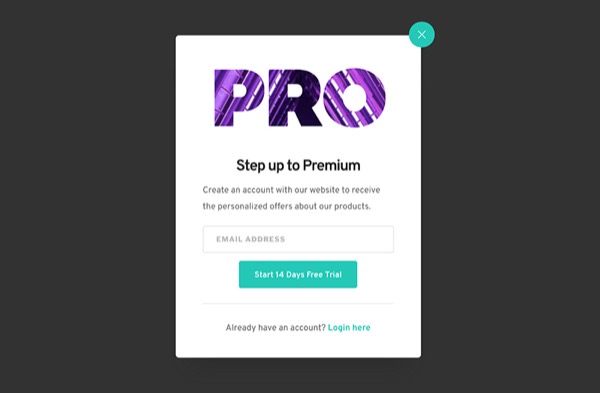 PRO
Step up to Premium
Create an account with our website to receive
the personalized offers about our products.
EMAIL ADDRESS
Start 14 Days Free Trial
Already have an account? Login here